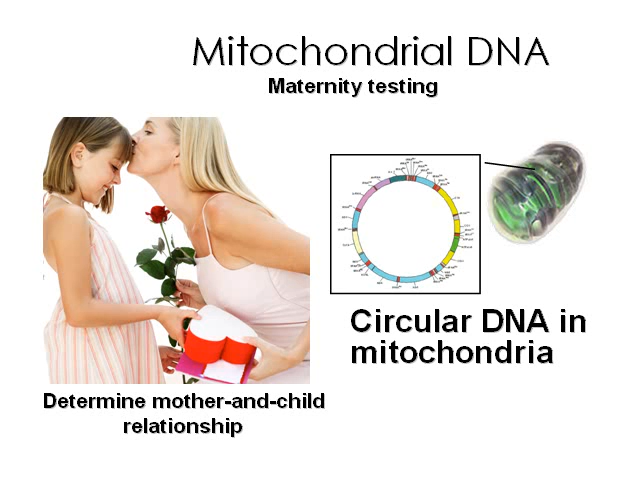 Mitochondrial DNA
Maternity testing
Circular DNA in
mitochondria
Determine mother-and-child
relationship